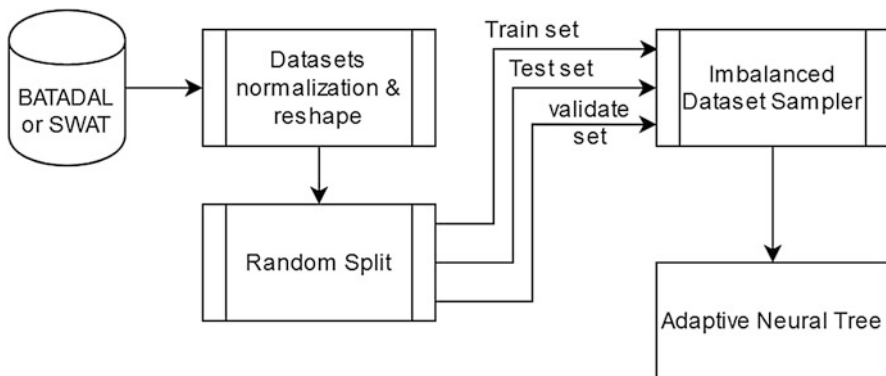 BATADAL
or SWAT
Datasets
normalization &
reshape
Train set
Test set
validate
set
Imbalanced
Dataset Sampler
Random Split
Adaptive Neural Tree